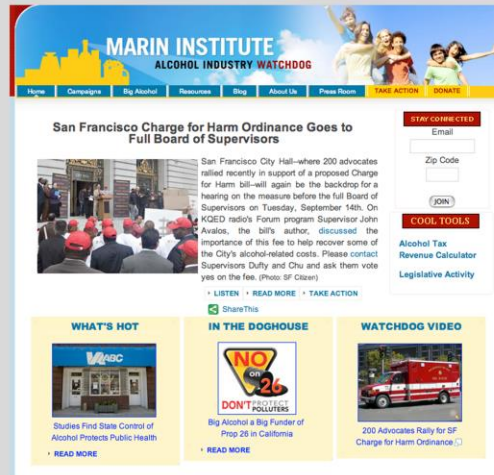 MARIN INSTITUTE
ALCOHOL INDUSTRY WATCHDOG
Home Campaigns Big Alcohol Resources Blog About Us Press Room TAKE ACTION DONATE
San Francisco Charge for Harm Ordinance Goes to
Full Board of Supervisors
San Francisco City Hall–where 200 advocates
rallied recently in support of a proposed Charge
for Harm bill–will again be the backdrop for a
hearing on the measure before the full Board of
Supervisors on Tuesday, September 14th. On
KQED radio's Forum program Supervisor John
Avalos, the bill's author, discussed the
importance of this fee to help recover some of
the City's alcohol-related costs. Please contact
Supervisors Dufty and Chu and ask them vote
yes on the fee. (Photo: SF Citizen)
LISTEN READ MORE TAKE ACTION
ShareThis
STAY CONNECTED
Email
Zip Code
JOIN
COOL TOOLS
Alcohol Tax
Revenue Calculator
Legislative Activity
WHAT'S HOT
ABC
Studies Find State Control of
Alcohol Protects Public Health
READ MORE
IN THE DOGHOUSE
NO
on
26
DON'T PROTECT
POLLUTERS
Big Alcohol a Big Funder of
Prop 26 in California
READ MORE
WATCHDOG VIDEO
200 Advocates Rally for SF
Charge for Harm Ordinance